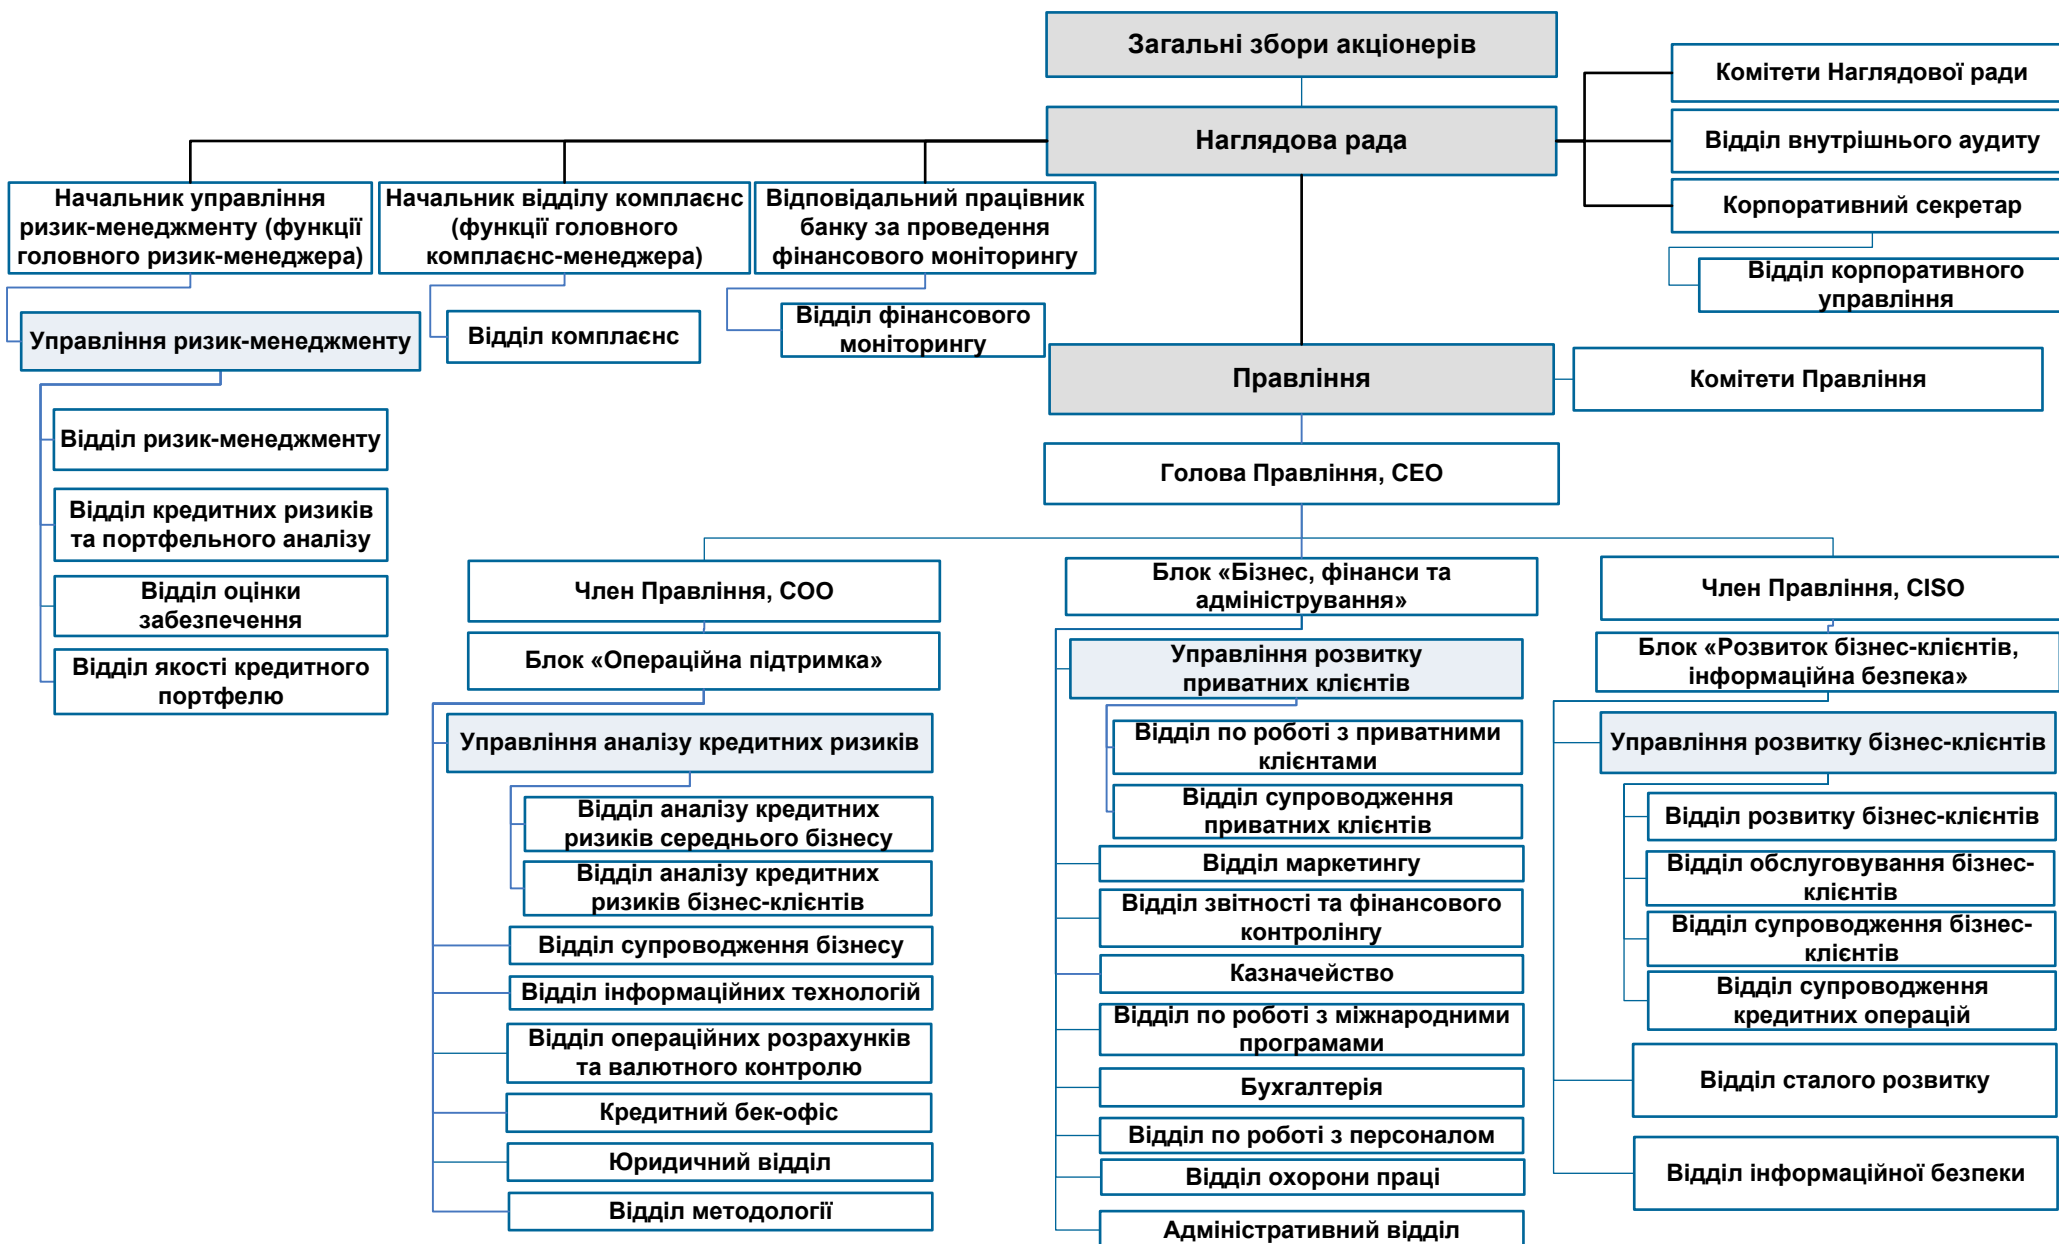 Загальні збори акціонерів
Наглядова рада
Комітети Наглядової ради
Відділ внутрішнього аудиту
Корпоративний секретар
Відділ корпоративного
управління
Начальник управління
ризик-менеджменту (функції
головного ризик-менеджера)
Начальник відділу комплаєнс
(функції головного
комплаєнс-менеджера)
Відповідальний працівник
банку за проведення
фінансового моніторингу
Управління ризик-менеджменту
Відділ комплаєнс
Відділ фінансового
моніторингу
Правління
Комітети Правління
Відділ ризик-менеджменту
Відділ кредитних ризиків
та портфельного аналізу
Відділ оцінки
забезпечення
Відділ якості кредитного
портфелю
Голова Правління, CEO
Член Правління, COO
Блок «Операційна підтримка»
Управління аналізу кредитних ризиків
Відділ аналізу кредитних
ризиків середнього бізнесу
Відділ аналізу кредитних
ризиків бізнес-клієнтів
Відділ супроводження бізнесу
Відділ інформаційних технологій
Відділ операційних розрахунків
та валютного контролю
Кредитний бек-офіс
Юридичний відділ
Відділ методології
Блок «Бізнес, фінанси та
адміністрування»
Управління розвитку
приватних клієнтів
Відділ по роботі з приватними
клієнтами
Відділ супроводження
приватних клієнтів
Відділ маркетингу
Відділ звітності та фінансового
контролінгу
Казначейство
Відділ по роботі з міжнародними
програмами
Бухгалтерія
Відділ по роботі з персоналом
Відділ охорони праці
Адміністративний відділ
Член Правління, CISO
Блок «Розвиток бізнес-клієнтів,
інформаційна безпека»
Управління розвитку бізнес-клієнтів
Відділ розвитку бізнес-клієнтів
Відділ обслуговування бізнес-
клієнтів
Відділ супроводження бізнес-
клієнтів
Відділ супроводження
кредитних операцій
Відділ сталого розвитку
Відділ інформаційної безпеки